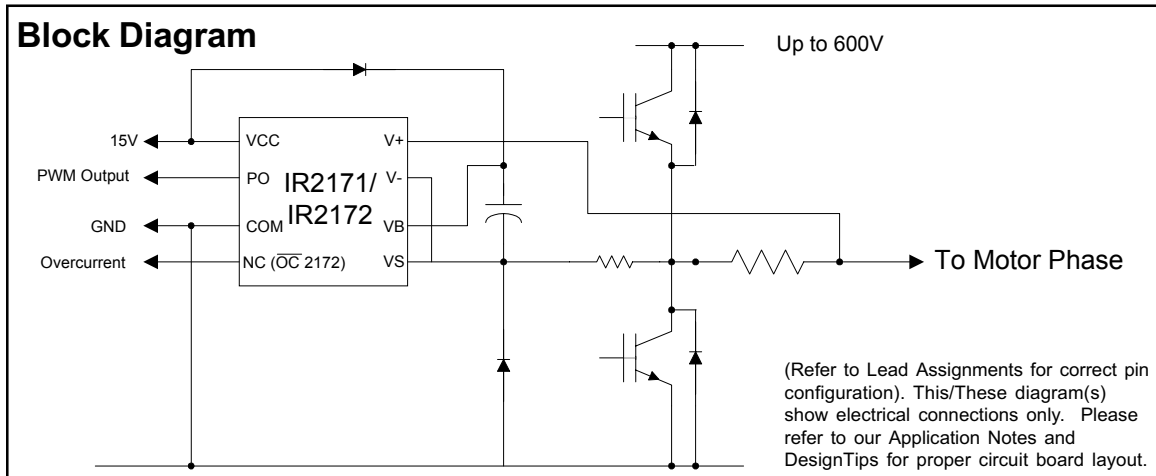 Block Diagram
Up to 600V
15V
PWM Output
GND
Overcurrent
VCC
PO
COM
NC (O̅C̅ 2172)
IR2171/
IR2172
V+
V-
VB
VS
To Motor Phase
(Refer to Lead Assignments for correct pin
configuration). This/These diagram(s)
show electrical connections only. Please
refer to our Application Notes and
DesignTips for proper circuit board layout.